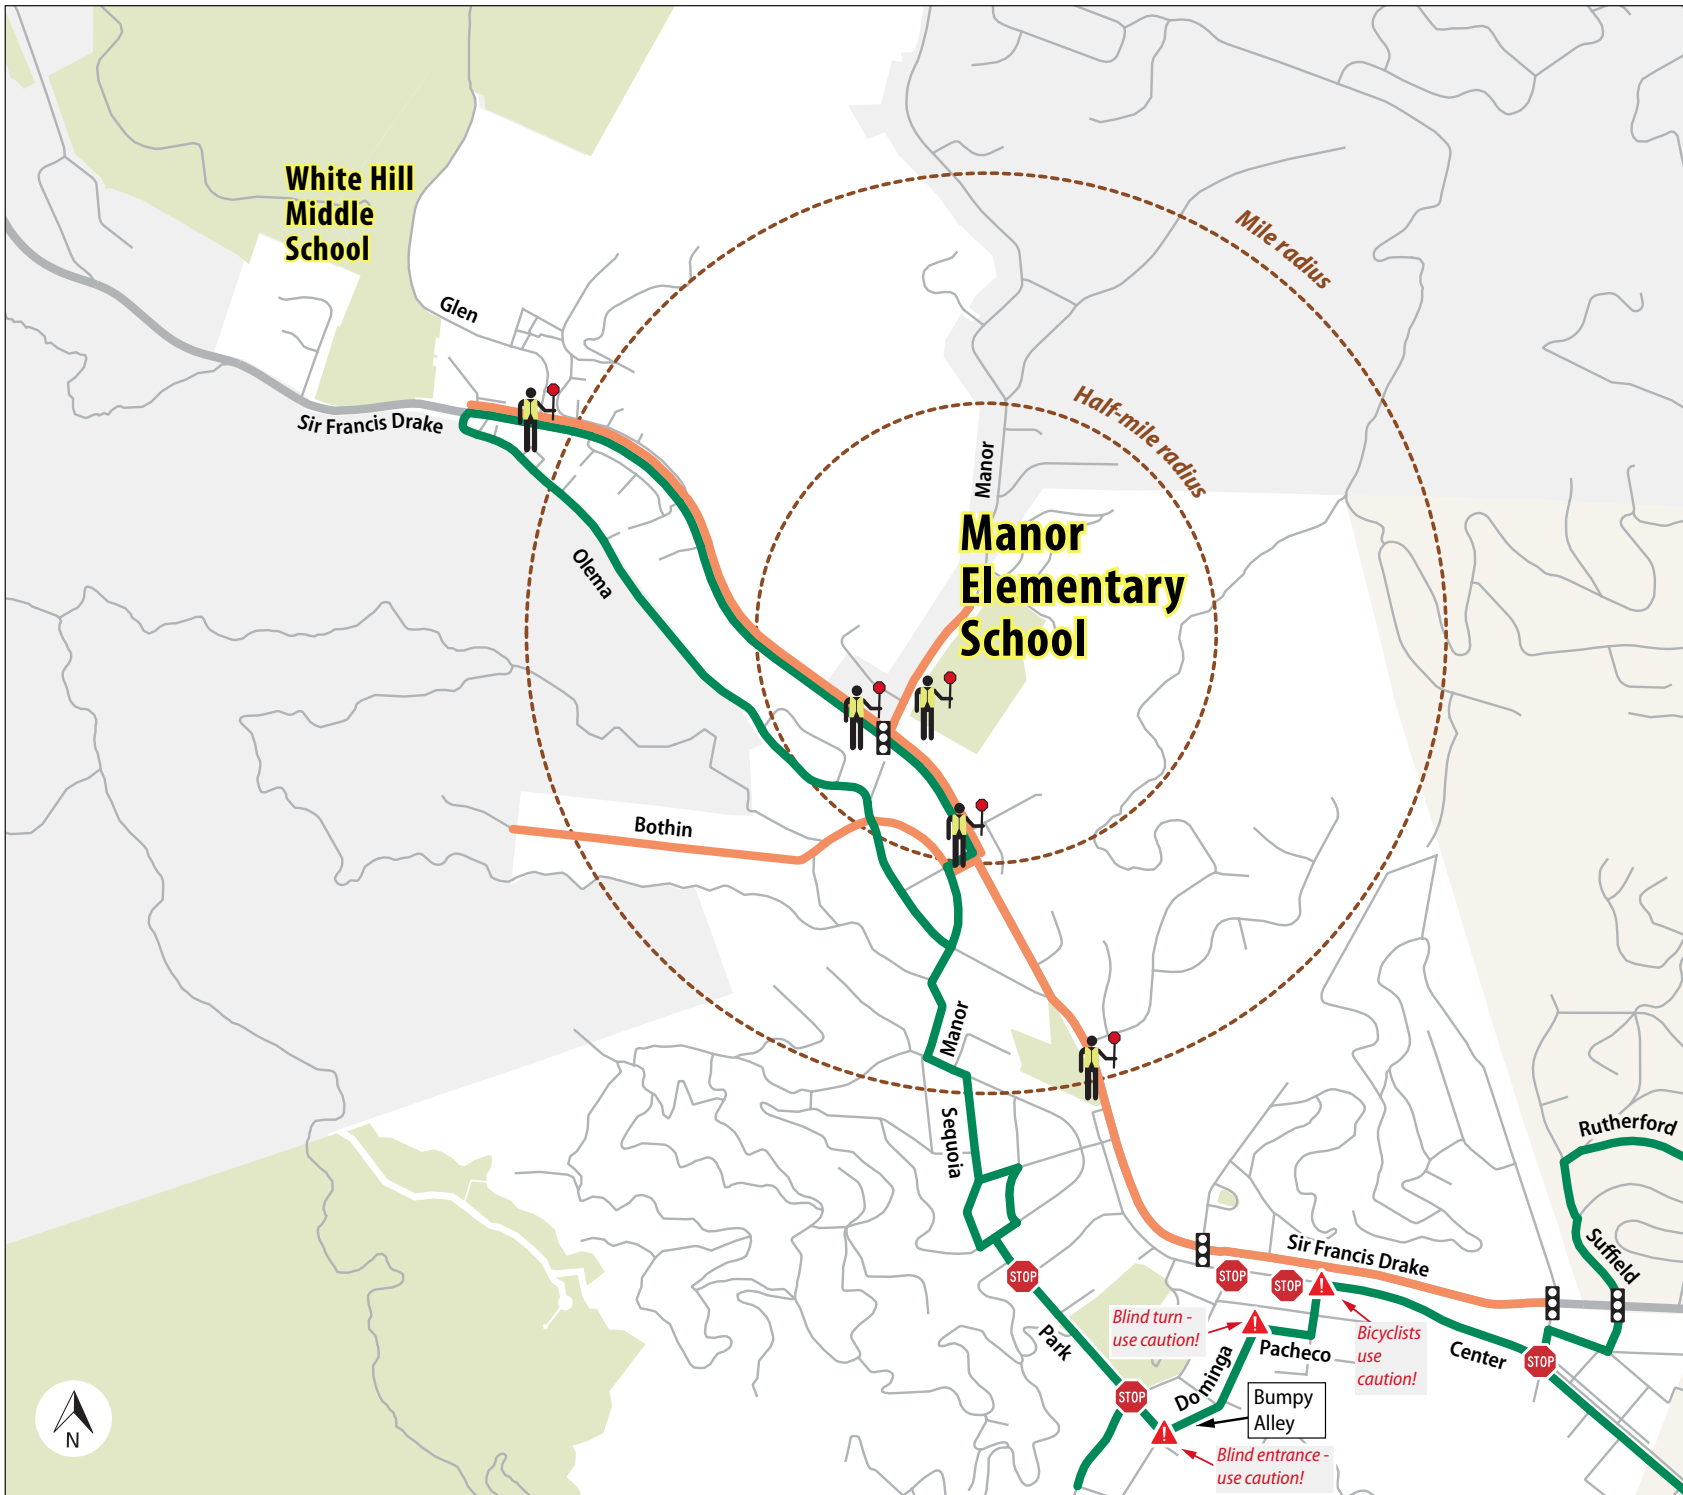 White Hill
Middle
School
Mile radius
Glen
Half-mile radius
Sir Francis Drake
Manor
Manor
Elementary
School
Olema
Bothin
Manor
Sequoia
Rutherford
Suffield
Sir Francis Drake
STOP
STOP
STOP
Blind turn -
use caution!
Park
Pacheco
Bicyclists
use
caution!
Center
STOP
Dominga
STOP
Bumpy
Alley
Blind entrance -
use caution!
N